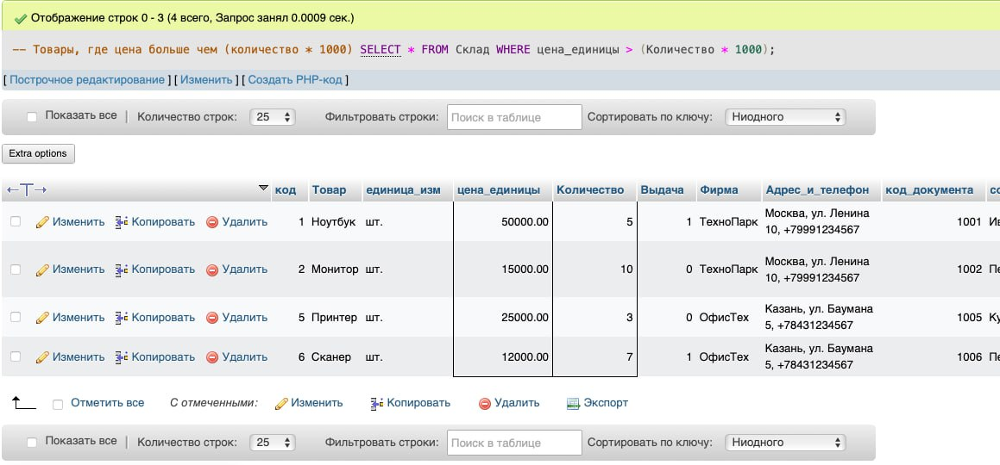 Отображение строк 0 - 3 (4 всего, Запрос занял 0.0009 сек.)
-- Товары, где цена больше чем (количество * 1000) SELECT * FROM Склад WHERE цена_единицы > (Количество * 1000);
[ Построчное редактирование ] [ Изменить ] [ Создать PHP-код ]
Показать все | Количество строк: 25 Фильтровать строки: Поиск в таблице Сортировать по ключу: Ниодного
Extra options
←T→ код Товар единица_изм цена_единицы Количество Выдача Фирма Адрес_и_телефон код_документа со
Изменить Копировать Удалить 1 Ноутбук шт. 50000.00 5 1 ТехноПарк Москва, ул. Ленина 1001 Ив
10, +79991234567
Изменить Копировать Удалить 2 Монитор шт. 15000.00 10 0 ТехноПарк Москва, ул. Ленина 1002 Пе
10, +79991234567
Изменить Копировать Удалить 5 Принтер шт. 25000.00 3 0 ОфисТех Казань, ул. Баумана 1005 Ку
5, +78431234567
Изменить Копировать Удалить 6 Сканер шт. 12000.00 7 1 ОфисТех Казань, ул. Баумана 1006 Пе
5, +78431234567
Отметить все С отмеченными: Изменить Копировать Удалить Экспорт
Показать все | Количество строк: 25 Фильтровать строки: Поиск в таблице Сортировать по ключу: Ниодного